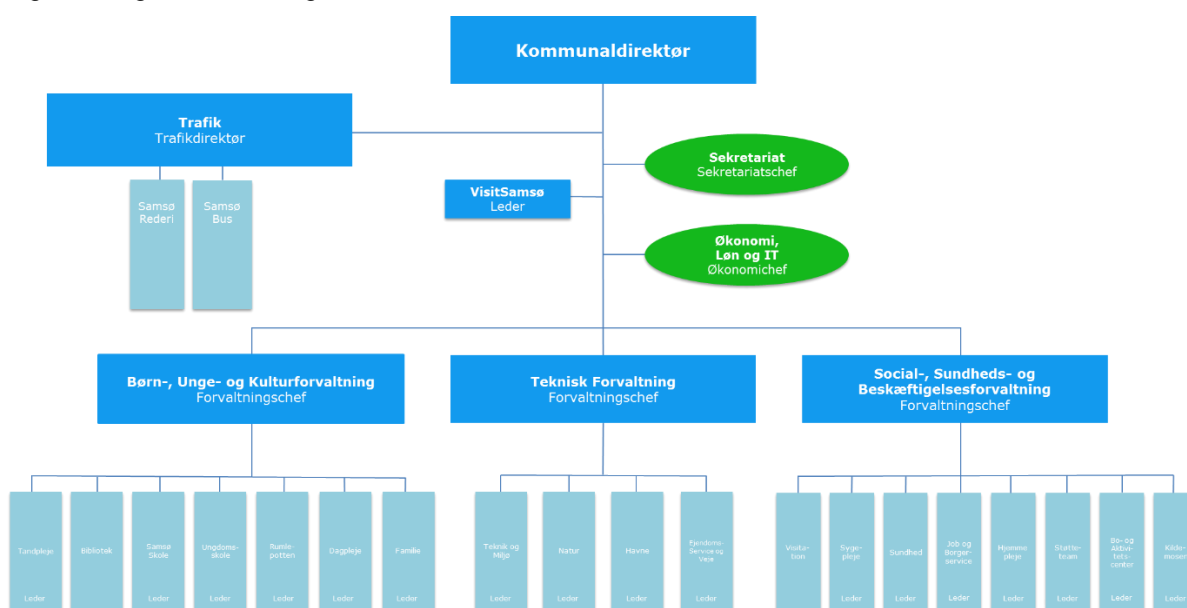 Kommunaldirektør
Trafik
Trafikdirektør
Sekretariat
Sekretariatschef
Samsø
Rederi
Samsø
Bus
VisitSamsø
Leder
Økonomi,
Løn og IT
Økonomichef
Børn-, Unge- og Kulturforvaltning
Forvaltningschef
Teknisk Forvaltning
Forvaltningschef
Social-, Sundheds- og
Beskæftigelsesforvaltning
Forvaltningschef
Tandpleje
Leder
Bibliotek
Samsø
Skole
Leder
Ungdoms-
skole
Leder
Rumle-
potten
Leder
Dagpleje
Leder
Familie
Leder
Teknik og
Miljø
Leder
Natur
Leder
Havne
Leder
Ejendoms-
Service og
Veje
Leder
Visita-
tion
Syge-
pleje
Leder
Sundhed
Leder
Job og
Borger-
service
Leder
Hjemme
pleje
Leder
Støtte-
team
Leder
Bo- og
center
Leder
Kilde-
Leder